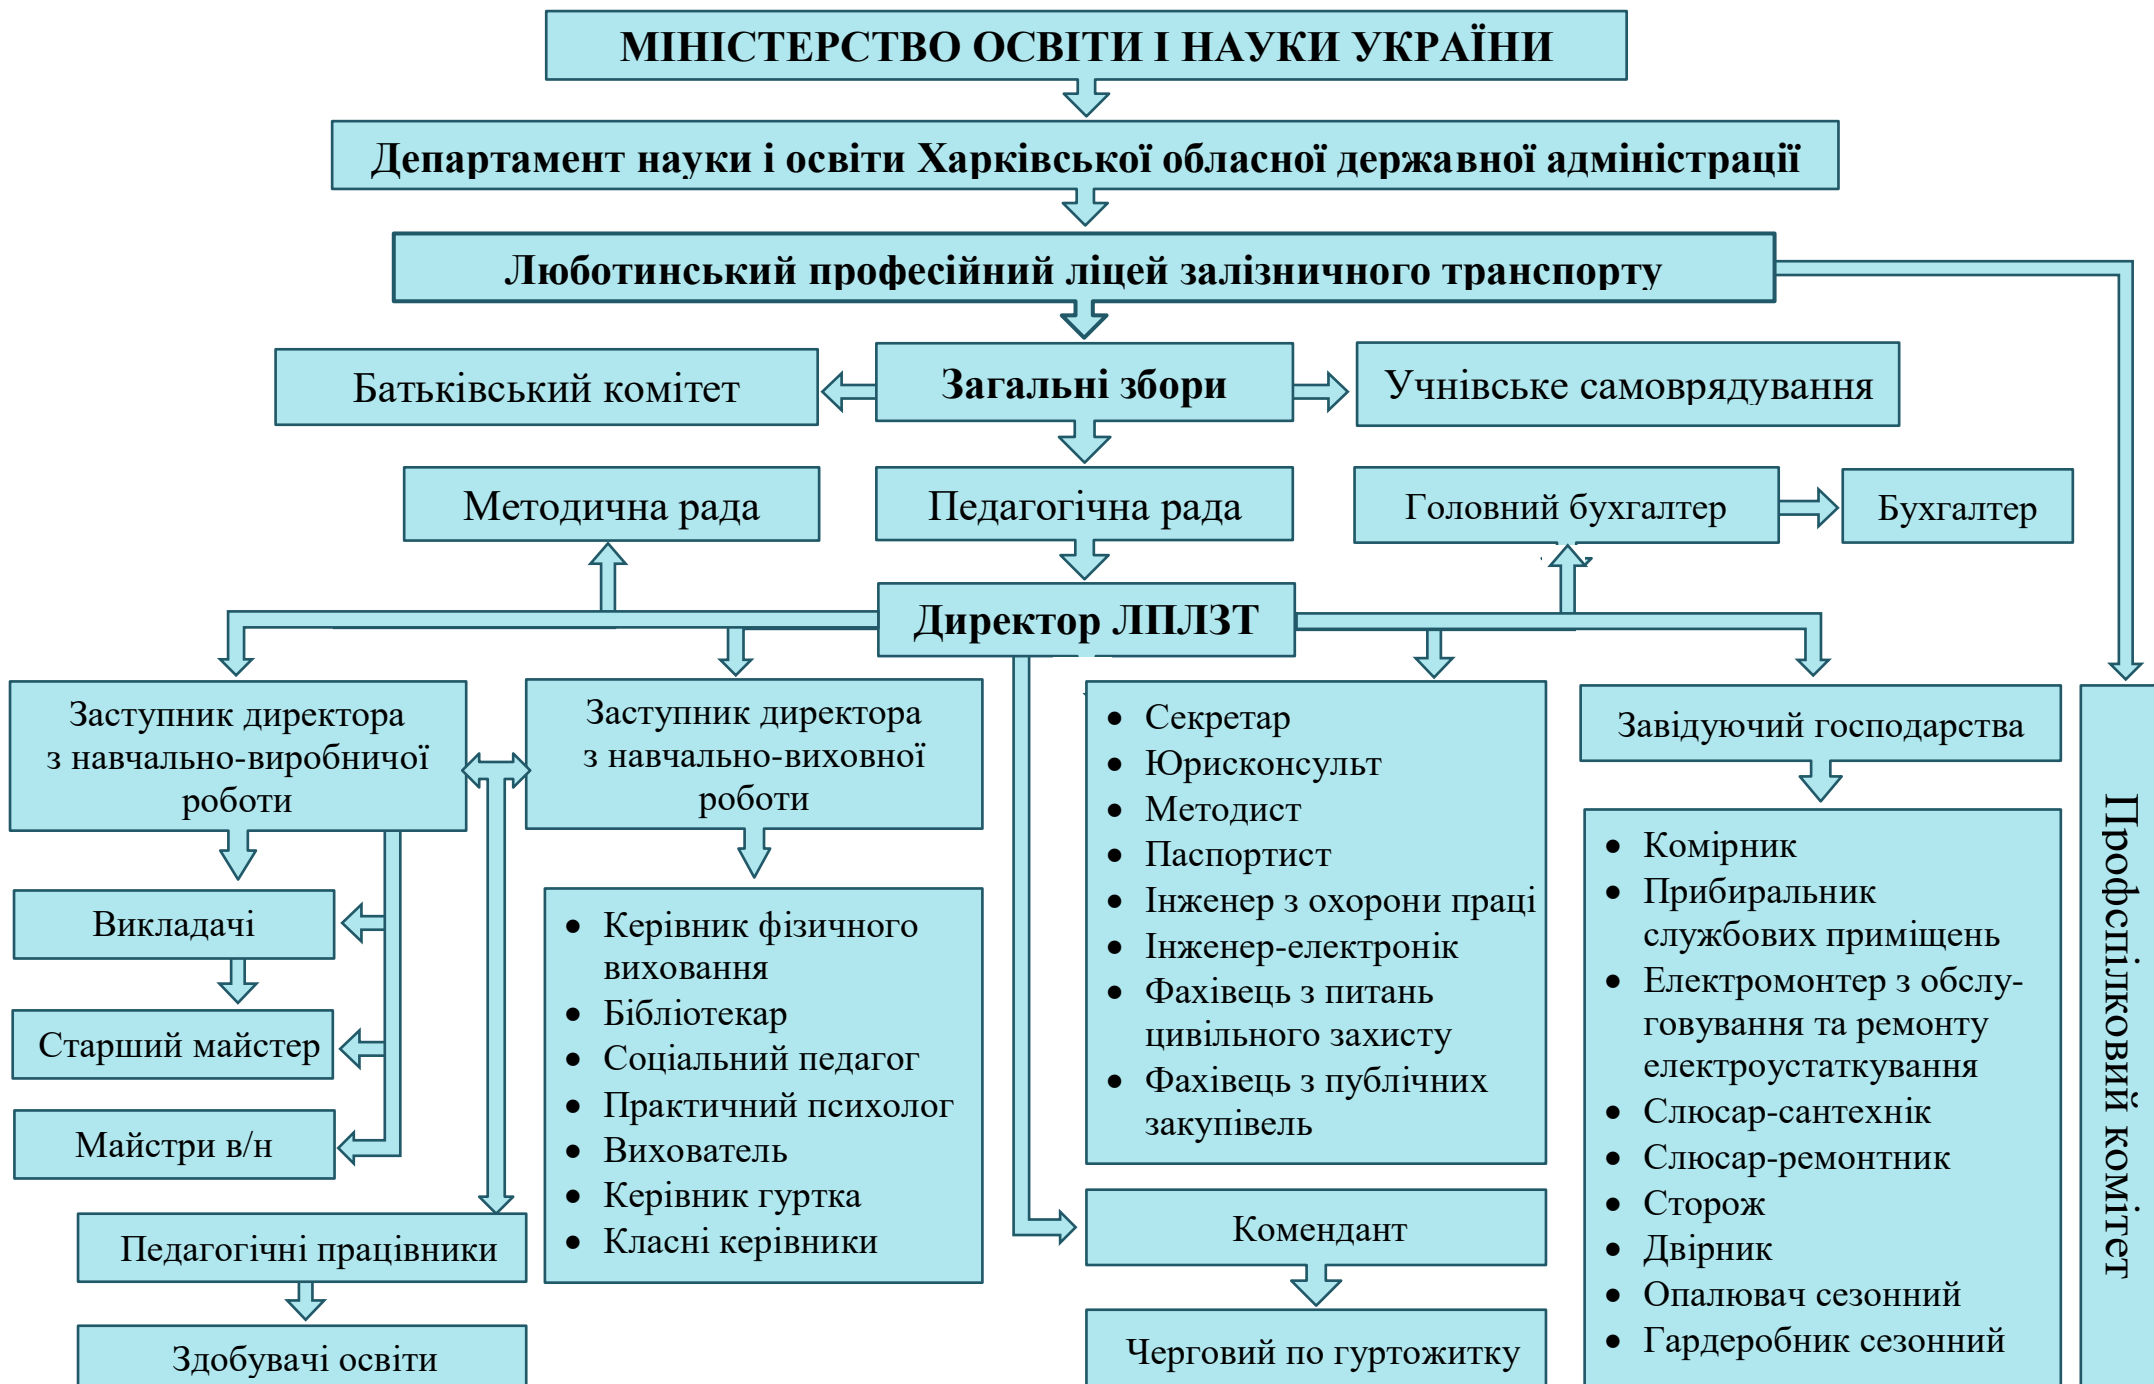 МІНІСТЕРСТВО ОСВІТИ І НАУКИ УКРАЇНИ
Департамент науки і освіти Харківської обласної державної адміністрації
Люботинський професійний ліцей залізничного транспорту
Батьківський комітет
Загальні збори
Учнівське самоврядування
Методична рада
Педагогічна рада
Головний бухгалтер
Бухгалтер
Директор ЛПЛЗТ
Заступник директора
з навчально-виробничої
роботи
Заступник директора
з навчально-виховної
роботи
• Секретар
• Юрисконсульт
• Методист
• Паспортист
• Інженер з охорони праці
• Інженер-електронік
• Фахівець з питань
цивільного захисту
• Фахівець з публічних
закупівель
Завідуючий господарства
Профспілковий комітет
Викладачі
Старший майстер
Майстри в/н
• Керівник фізичного
виховання
• Бібліотекар
• Соціальний педагог
• Практичний психолог
• Вихователь
• Керівник гуртка
• Класні керівники
• Комірник
• Прибиральник
службових приміщень
• Електромонтер з обслу-
говування та ремонту
електроустаткування
• Слюсар-сантехнік
• Слюсар-ремонтник
• Сторож
• Двірник
• Опалювач сезонний
• Гардеробник сезонний
Педагогічні працівники
Комендант
Здобувачі освіти
Черговий по гуртожитку